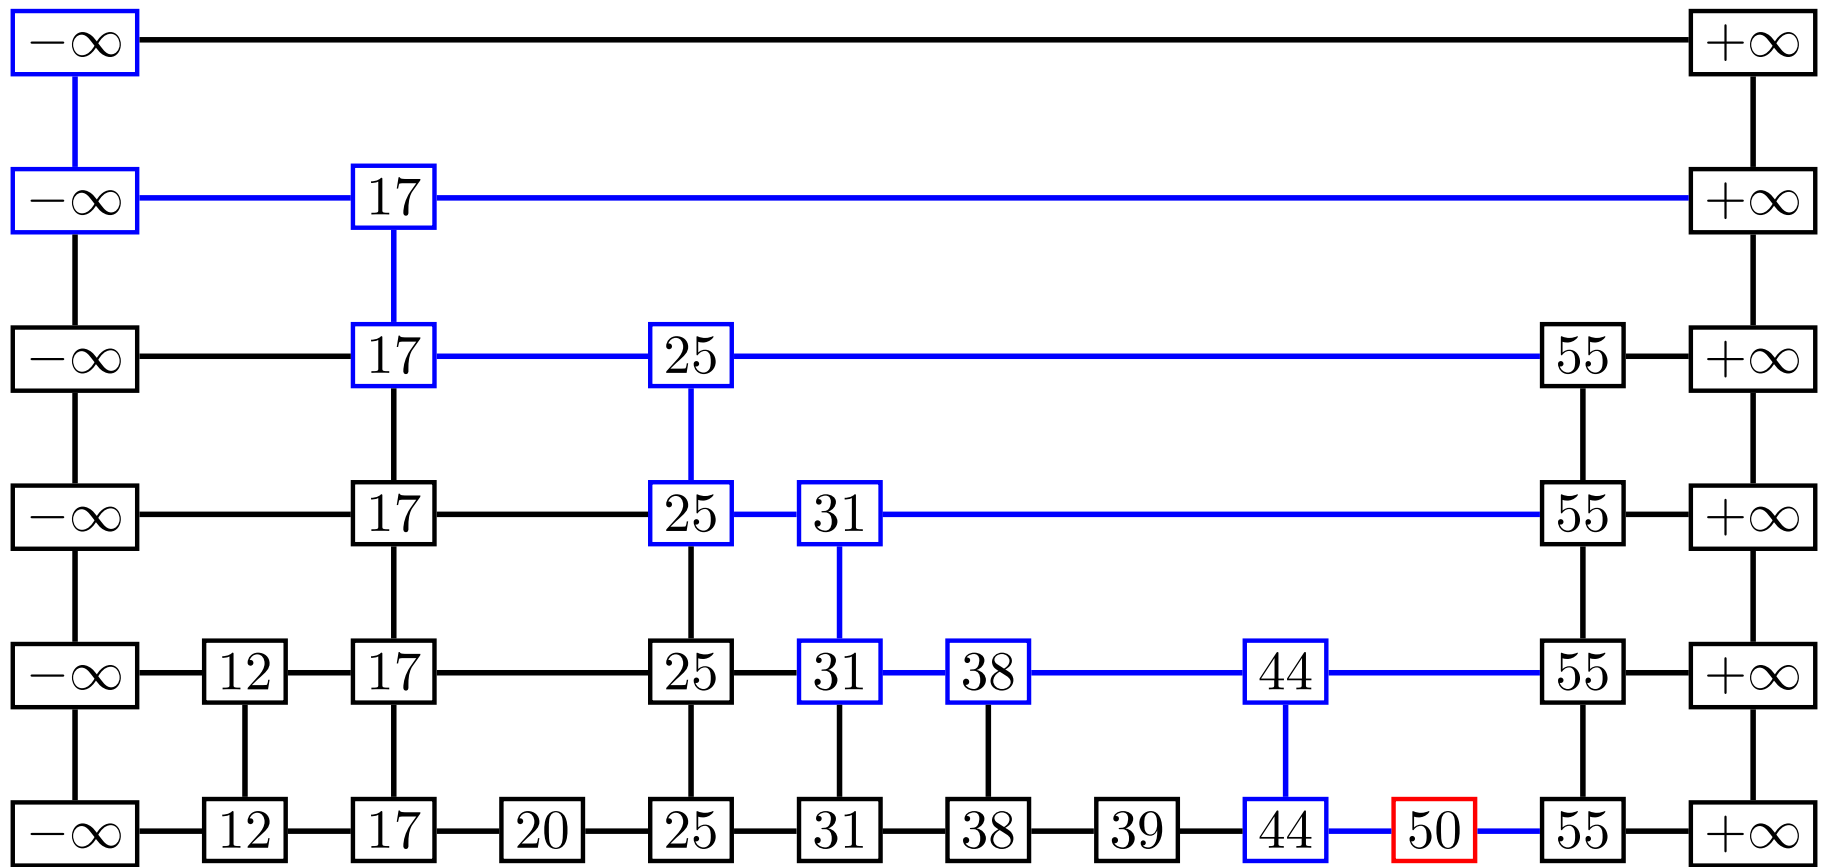 −∞ +∞
−∞ 17 +∞
−∞ 17 25 55 +∞
−∞ 17 25 31 55 +∞
−∞ 12 17 25 31 38 44 55 +∞
−∞ 12 17 20 25 31 38 39 44 50 55 +∞